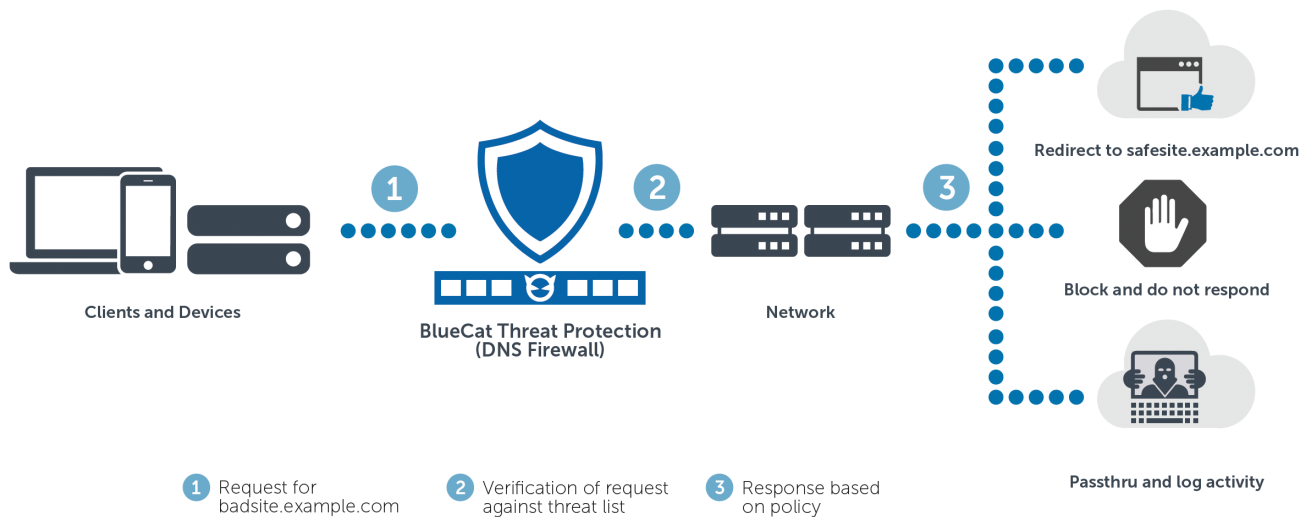 1
2
3
Redirect to safesite.example.com
Block and do not respond
Clients and Devices
BlueCat Threat Protection
(DNS Firewall)
Network
Passthru and log activity
1 Request for
badsite.example.com
2 Verification of request
against threat list
3 Response based
on policy